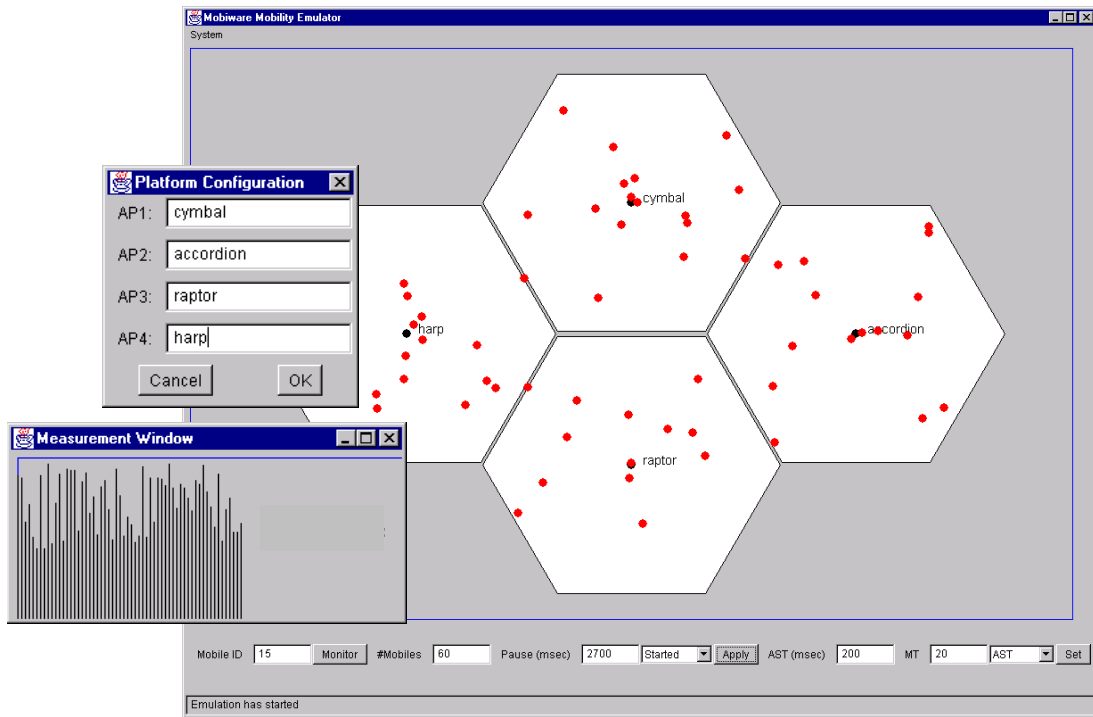 Mobiware Mobility Emulator
System
cymbal
harp
accordion
raptor
Platform Configuration
AP1: cymbal
AP2: accordion
AP3: raptor
AP4: harp
Cancel OK
Measurement Window
Mobile ID 15 Monitor #Mobiles 60 Pause (msec) 2700 Started Apply AST (msec) 200 MT 20 AST Set
Emulation has started